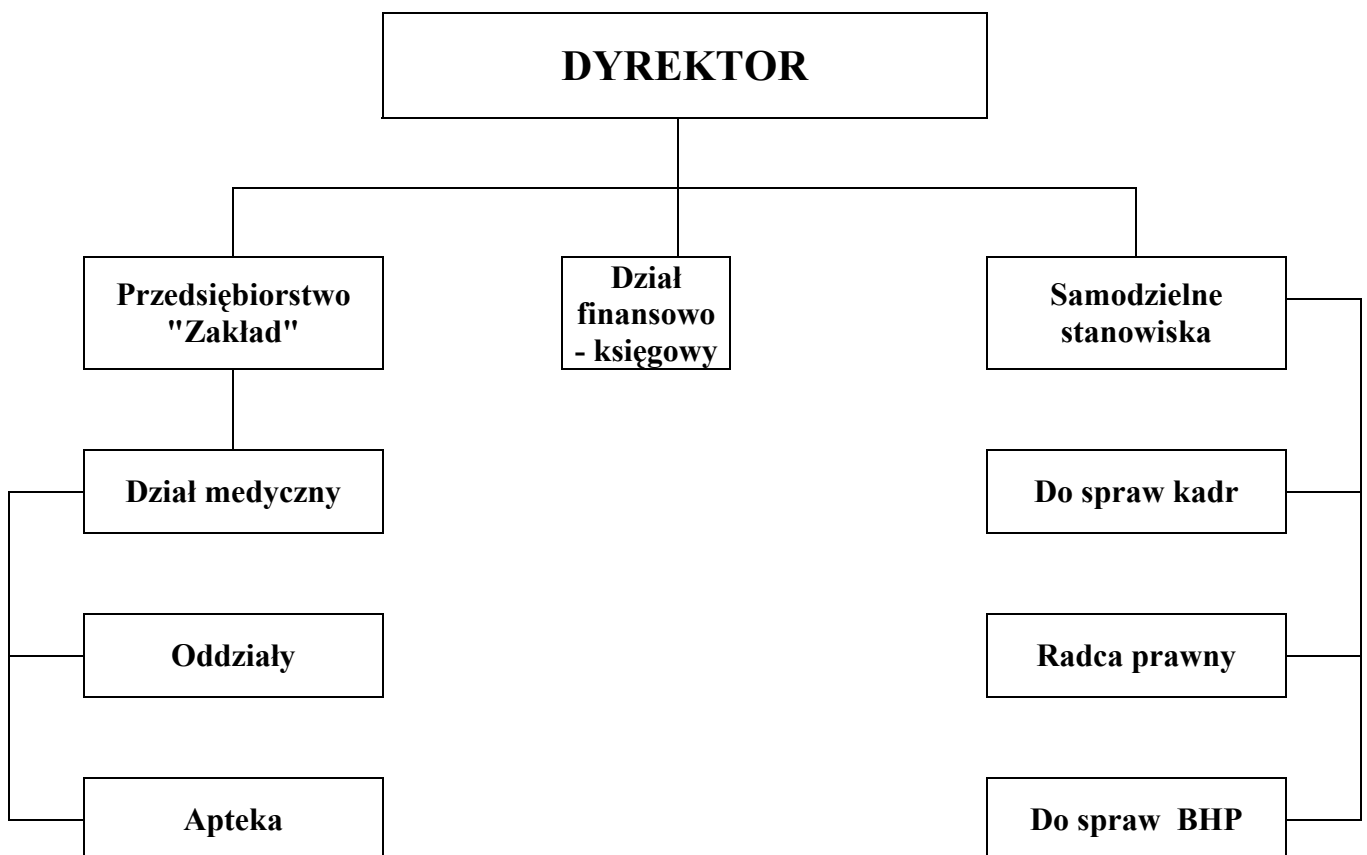 DYREKTOR
Przedsiębiorstwo
"Zakład"
Dział
finansowo
- księgowy
Samodzielne
stanowiska
Dział medyczny
Do spraw kadr
Oddziały
Radca prawny
Apteka
Do spraw  BHP